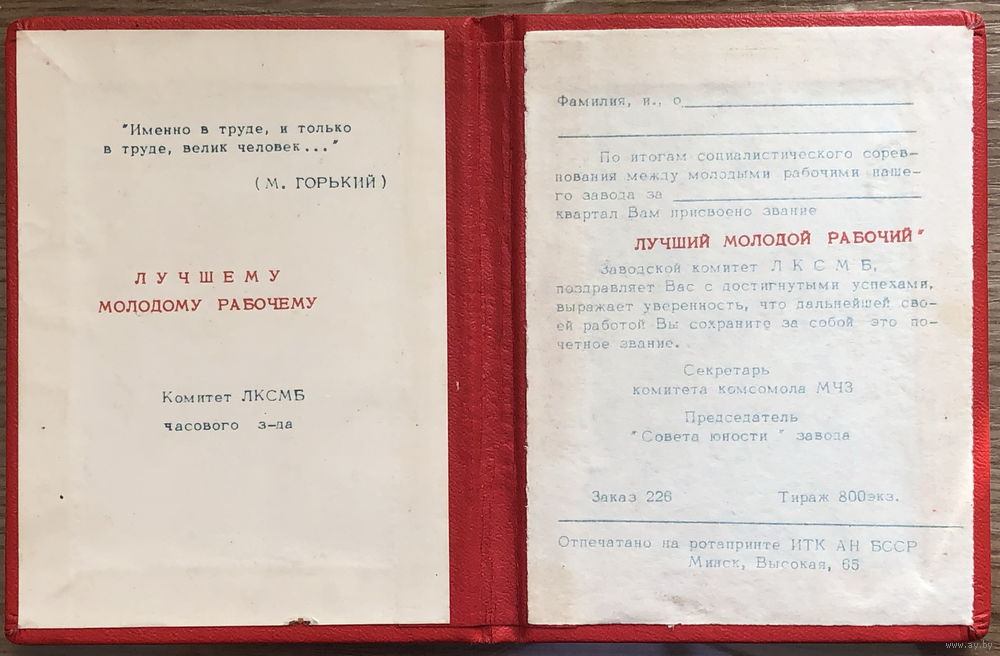 "Именно в труде, и только
в труде, велик человек..."
(М. ГОРЬКИЙ)
ЛУЧШЕМУ
МОЛОДОМУ РАБОЧЕМУ
Комитет ЛКСМБ
часового з-да
Фамилия, и., о
По итогам социалистического сорев-
нования между молодыми рабочими наше-
го завода за
квартал Вам присвоено звание
ЛУЧШИЙ МОЛОДОЙ РАБОЧИЙ"
Заводской комитет Л К С М Б,
поздравляет Вас с достигнутыми успехами,
выражает уверенность, что дальнейшей сво-
ей работой Вы сохраните за собой это по-
четное звание.
Секретарь
комитета комсомола МЧЗ
Председатель
"Совета юности" завода
Заказ 226 Тираж 800экз.
Отпечатано на ротапринте ИТК АН БССР
Минск, Высокая, 65
www.ay.by